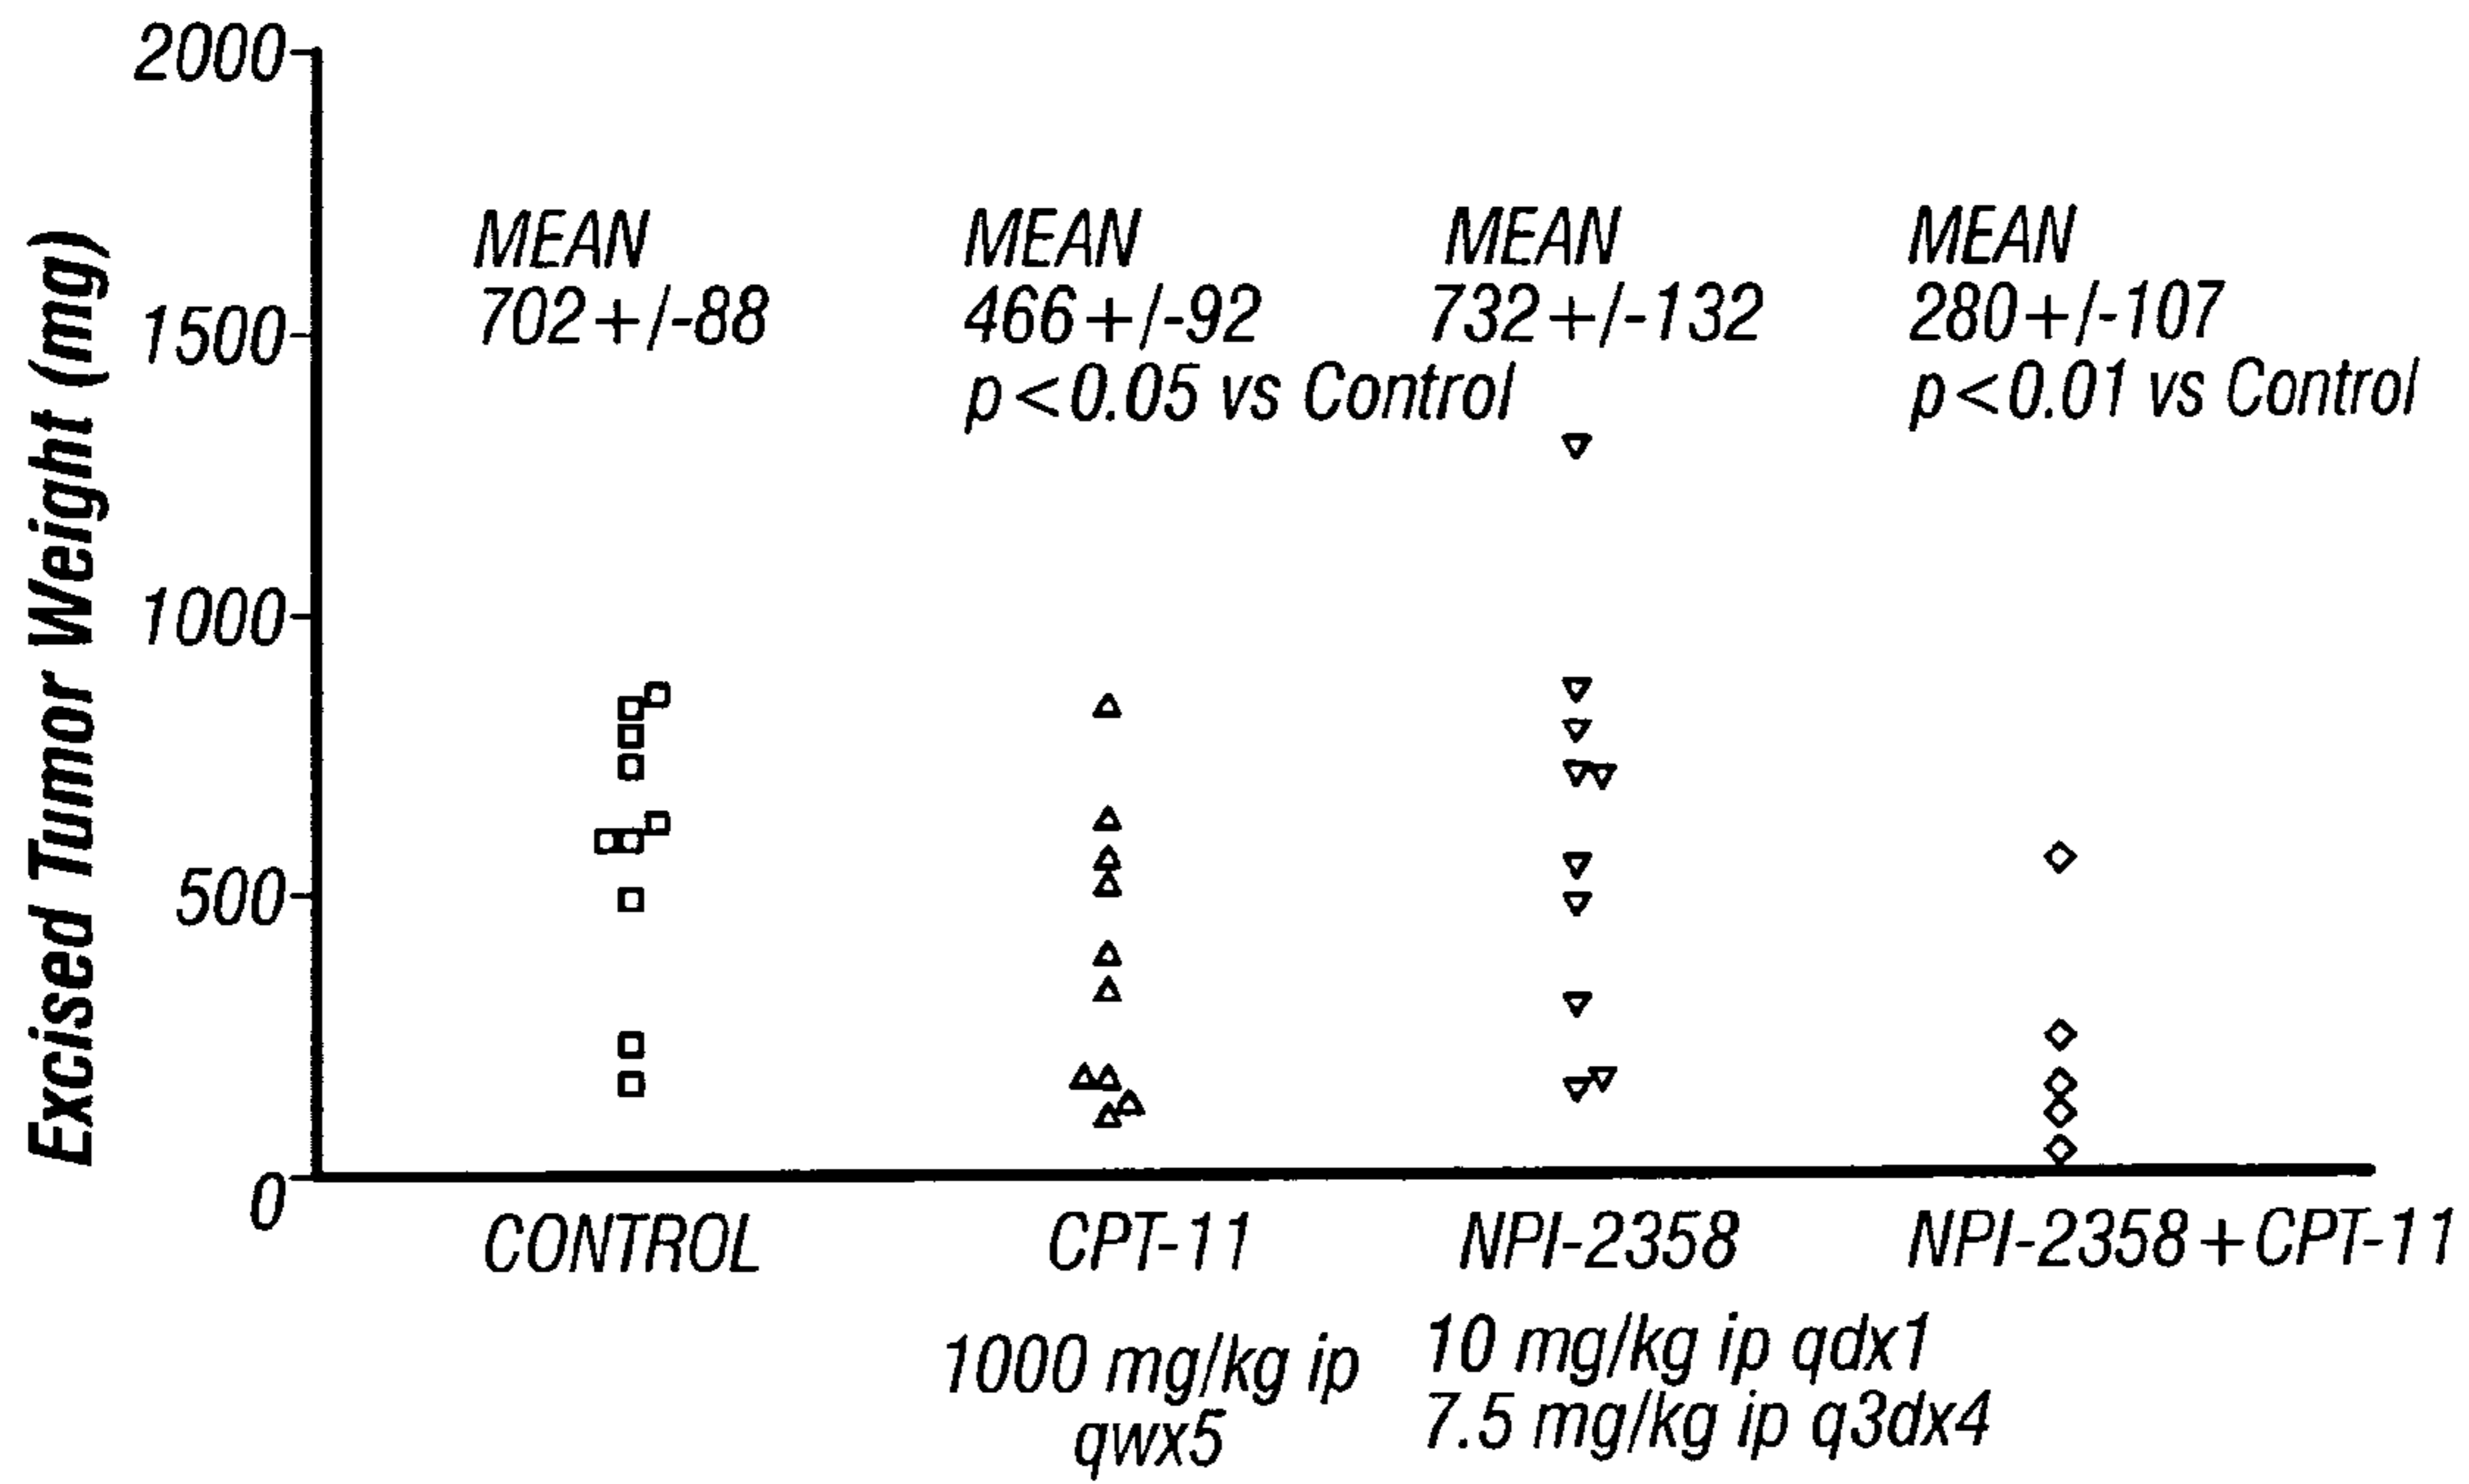 Excised Tumor Weight (mg)
2000
1500
1000
500
0
MEAN
702+/-88
MEAN
466+/-92
p<0.05 vs Control
MEAN
732+/-132
MEAN
280+/-107
p<0.01 vs Control
CONTROL
CPT-11
1000 mg/kg ip
qwx5
NPI-2358
10 mg/kg ip qdx1
7.5 mg/kg ip q3dx4
NPI-2358+CPT-11